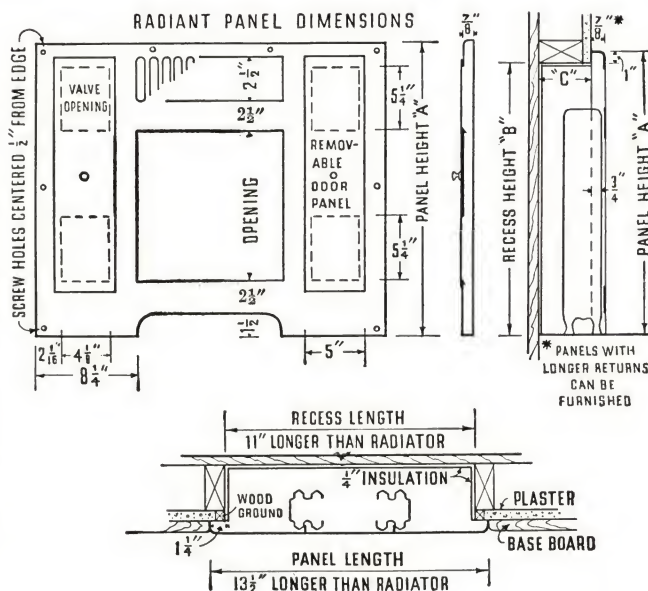 RADIANT PANEL DIMENSIONS
SCREW HOLES CENTERED 1/2" FROM EDGE
VALVE
OPENING
2 1/2"
2 1/2"
OPENING
2 1/2"
1 1/2"
REMOV-
ABLE
DOOR
PANEL
5 1/4"
5 1/4"
PANEL HEIGHT "A"
2 1/16"
4 1/8"
8 1/4"
5"
7/8"
7/8" *
"C"
1"
RECESS HEIGHT "B"
3/4"
PANEL HEIGHT "A"
* PANELS WITH
LONGER RETURNS
CAN BE
FURNISHED
RECESS LENGTH
11" LONGER THAN RADIATOR
1/4" INSULATION
WOOD
GROUND
PLASTER
BASE BOARD
1 1/4"
PANEL LENGTH
13 1/2" LONGER THAN RADIATOR